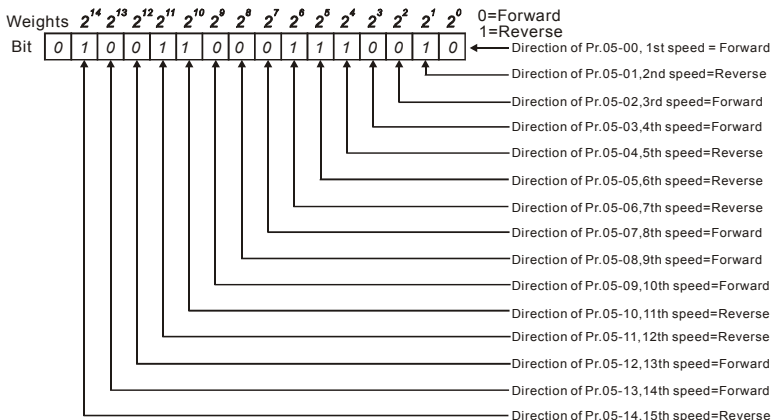 Weights 2^14 2^13 2^12 2^11 2^10 2^9 2^8 2^7 2^6 2^5 2^4 2^3 2^2 2^1 2^0 0=Forward
1=Reverse
Bit 0 1 0 0 1 1 0 0 0 1 1 1 0 0 1 0
Direction of Pr.05-00, 1st speed = Forward
Direction of Pr.05-01,2nd speed=Reverse
Direction of Pr.05-02,3rd speed=Forward
Direction of Pr.05-03,4th speed=Forward
Direction of Pr.05-04,5th speed=Reverse
Direction of Pr.05-05,6th speed=Reverse
Direction of Pr.05-06,7th speed=Reverse
Direction of Pr.05-07,8th speed=Forward
Direction of Pr.05-08,9th speed=Forward
Direction of Pr.05-09,10th speed=Forward
Direction of Pr.05-10,11th speed=Reverse
Direction of Pr.05-11,12th speed=Reverse
Direction of Pr.05-12,13th speed=Forward
Direction of Pr.05-13,14th speed=Forward
Direction of Pr.05-14,15th speed=Reverse